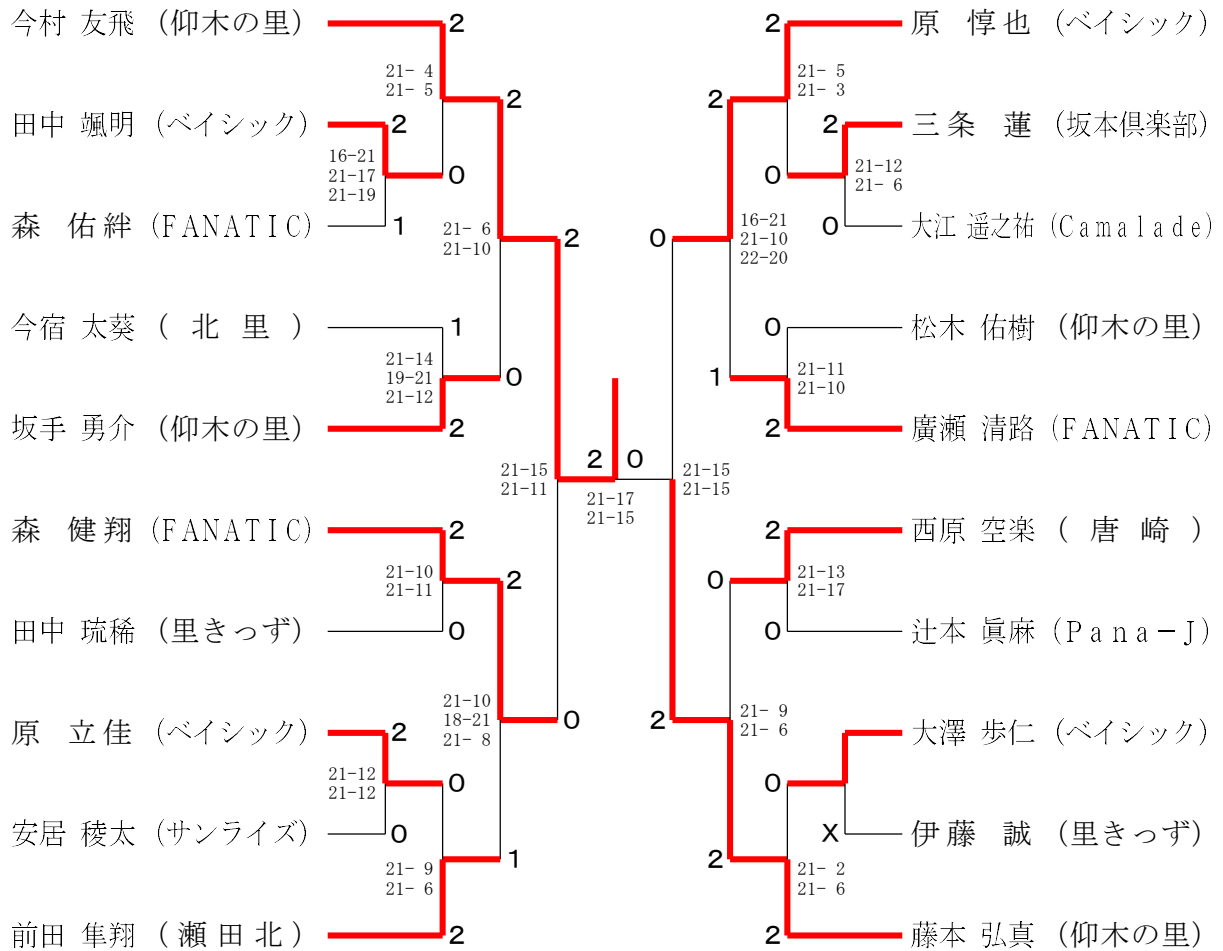 今村 友飛 (仰木の里) 2 2 原 惇也 (ベイシック)
21- 4 21- 5
21- 5 2 2 21- 3
田中 颯明 (ベイシック) 2 2 三条 蓮 (坂本倶楽部)
16-21 21-12
21-17 0 0 21- 6
21-19
森 佑絆 (FANATIC) 1 21- 6 16-21 0 大江 遥之祐 (Camalade)
21-10 2 0 21-10
22-20
今宿 太葵 ( 北 里 ) 1 0 松木 佑樹 (仰木の里)
21-14 21-11
19-21 0 1 21-10
21-12
坂手 勇介 (仰木の里) 2 2 廣瀬 清路 (FANATIC)
21-15 2 0 21-15
21-11 21-17 21-15
21-15
森 健翔 (FANATIC) 2 2 西原 空楽 ( 唐 崎 )
21-10 2 0 21-13
21-11 21-17
田中 琉稀 (里きっず) 0 0 辻本 眞麻 (Pana-J)
21-10
18-21 0 2 21- 9
21- 8 21- 6
原 立佳 (ベイシック) 2 大澤 歩仁 (ベイシック)
21-12 0 0
21-12
安居 稜太 (サンライズ) 0 X 伊藤 誠 (里きっず)
21- 9 1 2 21- 2
21- 6 21- 6
前田 隼翔 ( 瀬 田 北 ) 2 2 藤本 弘真 (仰木の里)